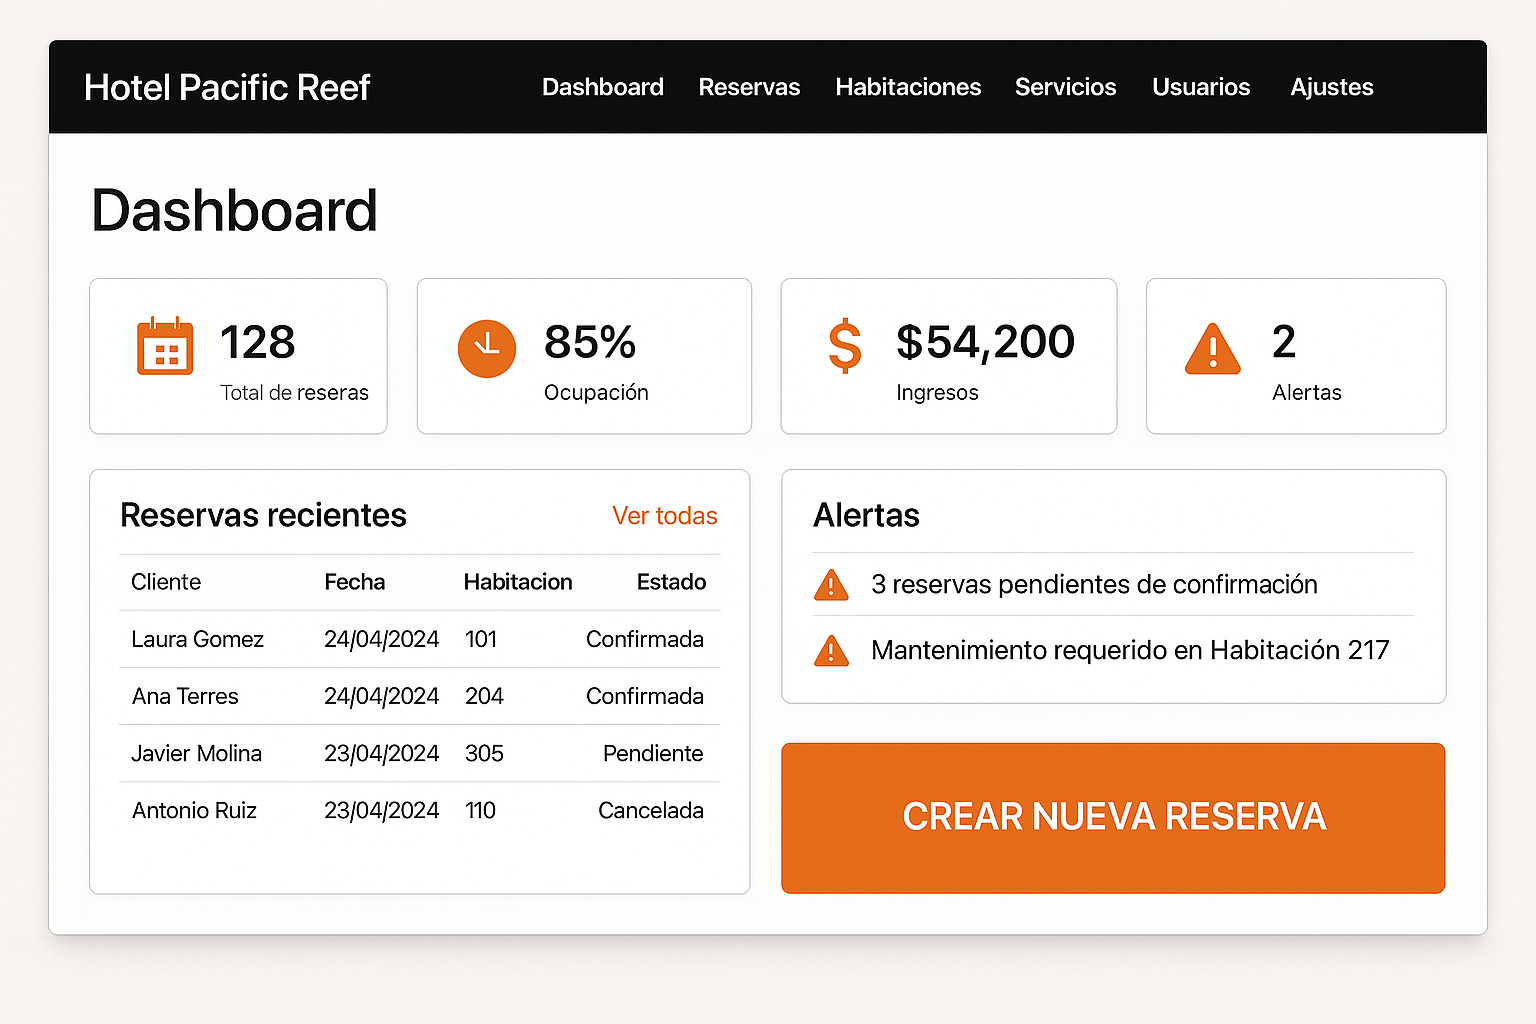 Hotel Pacific Reef Dashboard Reservas Habitaciones Servicios Usuarios Ajustes
Dashboard
128
Total de reseras
85%
Ocupación
$54,200
Ingresos
2
Alertas
Reservas recientes Ver todas
Cliente Fecha Habitacion Estado
Laura Gomez 24/04/2024 101 Confirmada
Ana Terres 24/04/2024 204 Confirmada
Javier Molina 23/04/2024 305 Pendiente
Antonio Ruiz 23/04/2024 110 Cancelada
Alertas
3 reservas pendientes de confirmación
Mantenimiento requerido en Habitación 217
CREAR NUEVA RESERVA